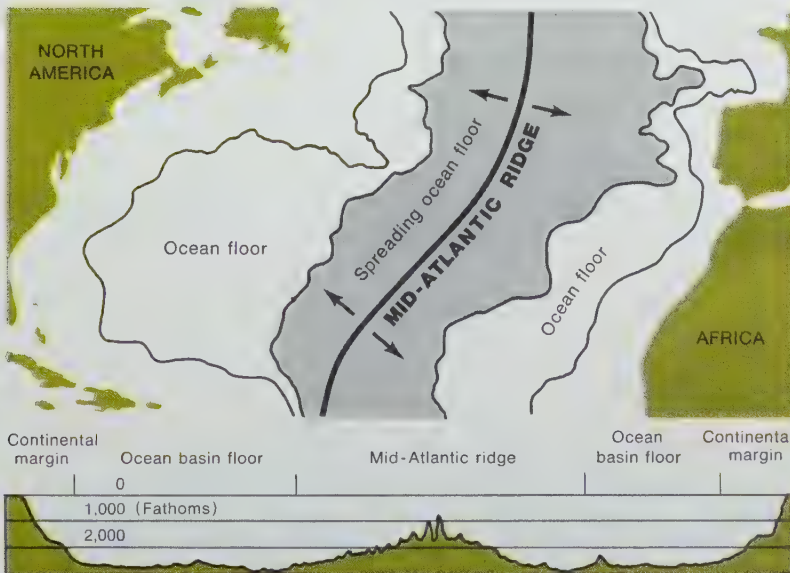 NORTH
AMERICA
Ocean floor
Spreading ocean floor
MID-ATLANTIC RIDGE
Ocean floor
AFRICA
Continental
margin
Ocean basin floor
Mid-Atlantic ridge
Ocean
basin floor
Continenta
margin
0
1,000 (Fathoms)
2,000